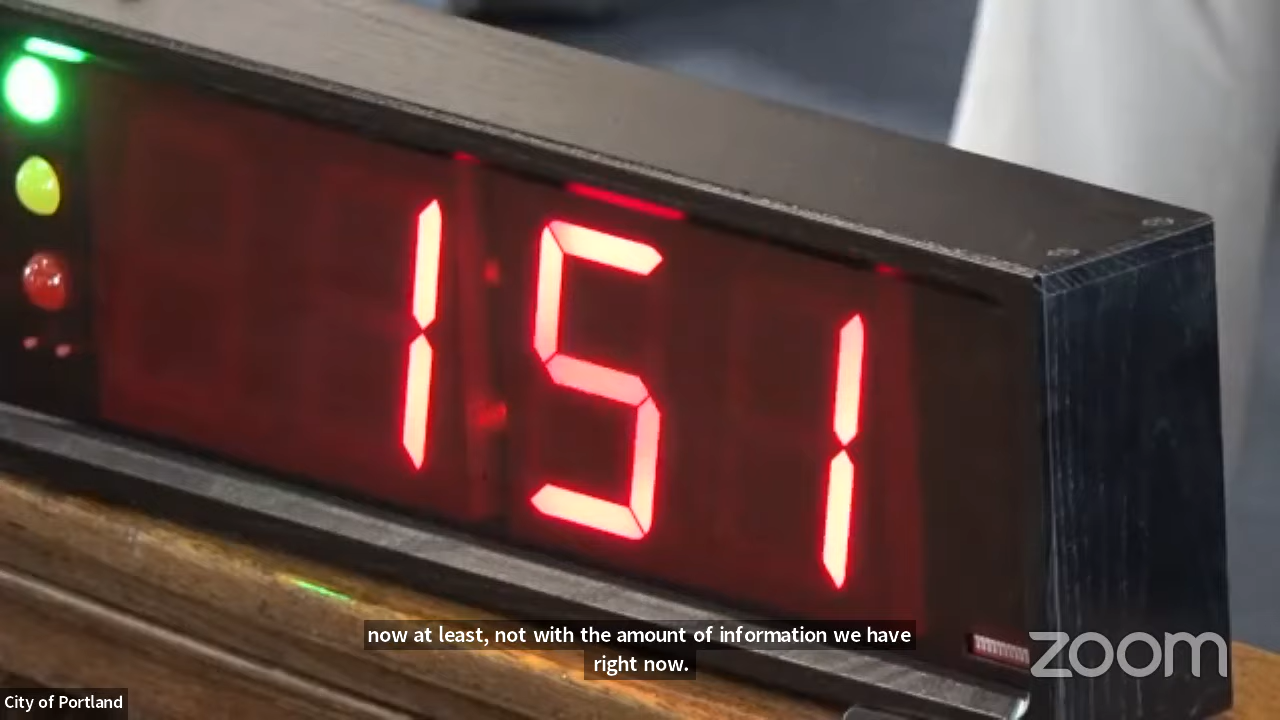 1 51
now at least, not with the amount of information we have
right now.
zoom
City of Portland